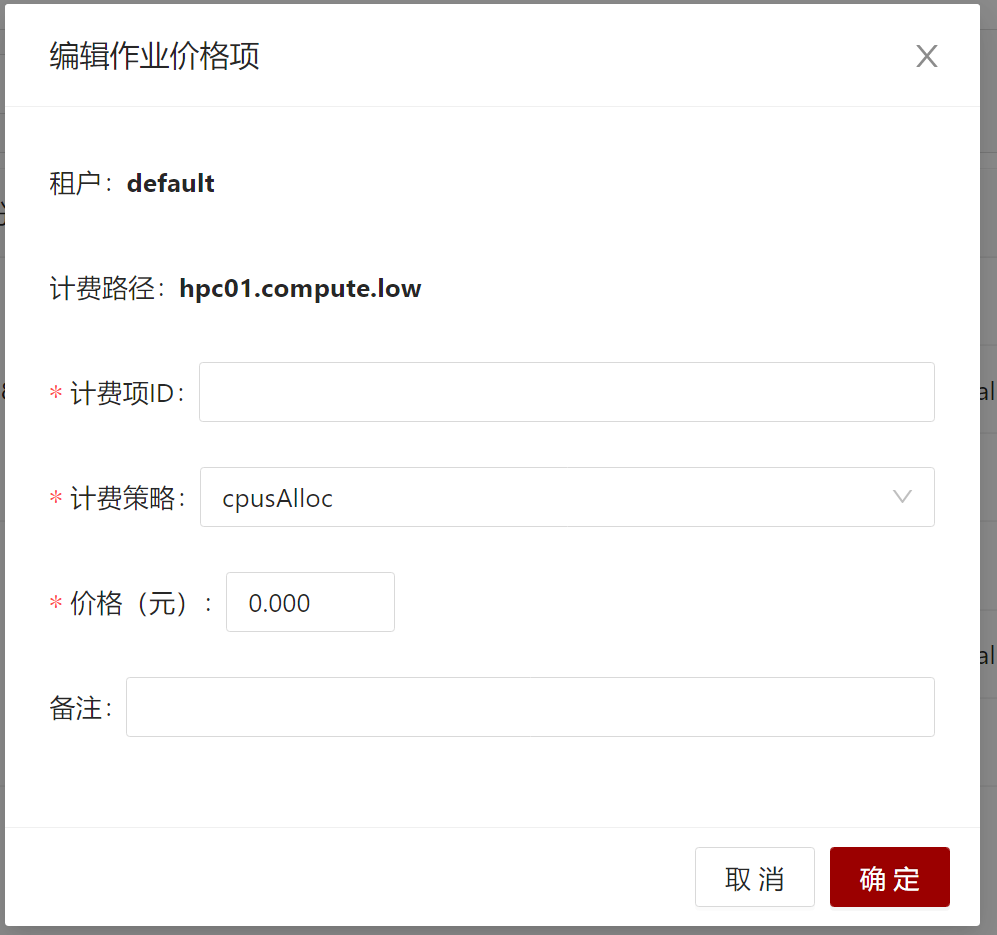 编辑作业价格项
租户：default
计费路径：hpc01.compute.low
* 计费项ID：
* 计费策略：cpusAlloc
* 价格（元）：0.000
备注：
取 消 确 定